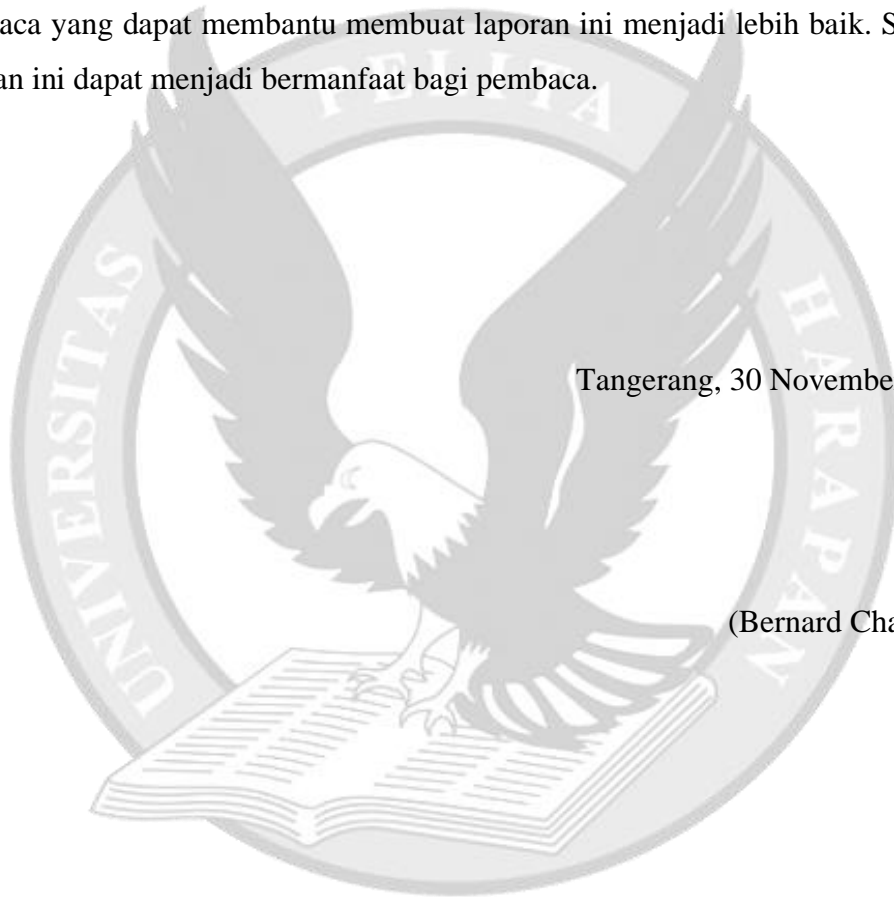 aca yang dapat membantu membuat laporan ini menjadi lebih baik. S
an ini dapat menjadi bermanfaat bagi pembaca.
UNIVERSITAS PELITA HARAPAN
Tangerang, 30 Novembe
(Bernard Cha